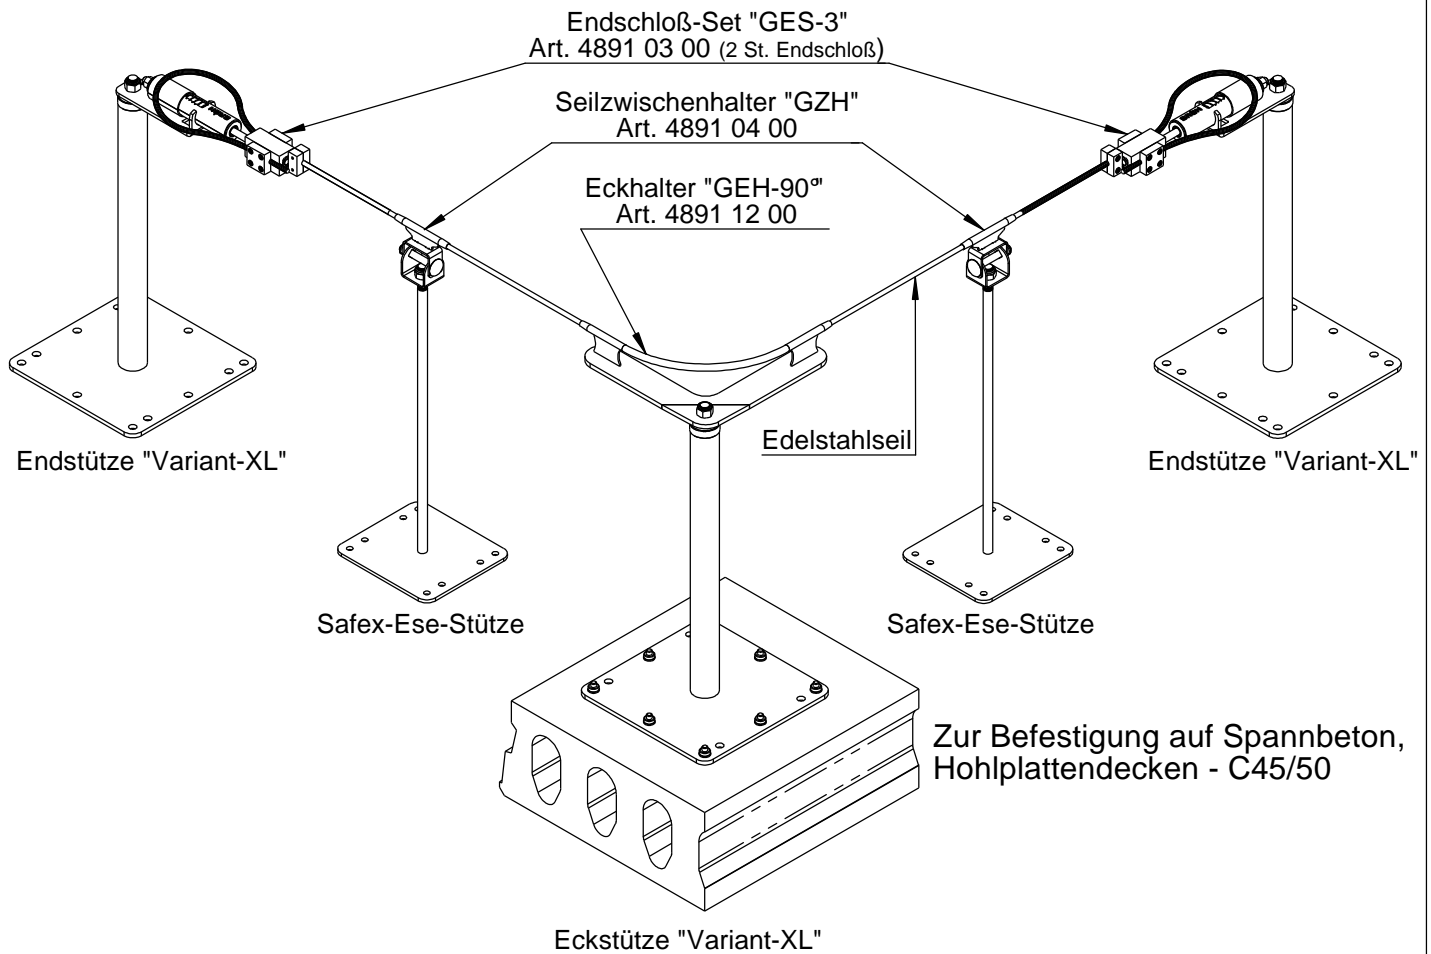 Endschloß-Set "GES-3"
Art. 4891 03 00 (2 St. Endschloß)
Seilzwischenhalter "GZH"
Art. 4891 04 00
Eckhalter "GEH-90°"
Art. 4891 12 00
Edelstahlseil
Endstütze "Variant-XL"
Endstütze "Variant-XL"
Safex-Ese-Stütze
Safex-Ese-Stütze
Zur Befestigung auf Spannbeton,
Hohlplattendecken - C45/50
Eckstütze "Variant-XL"